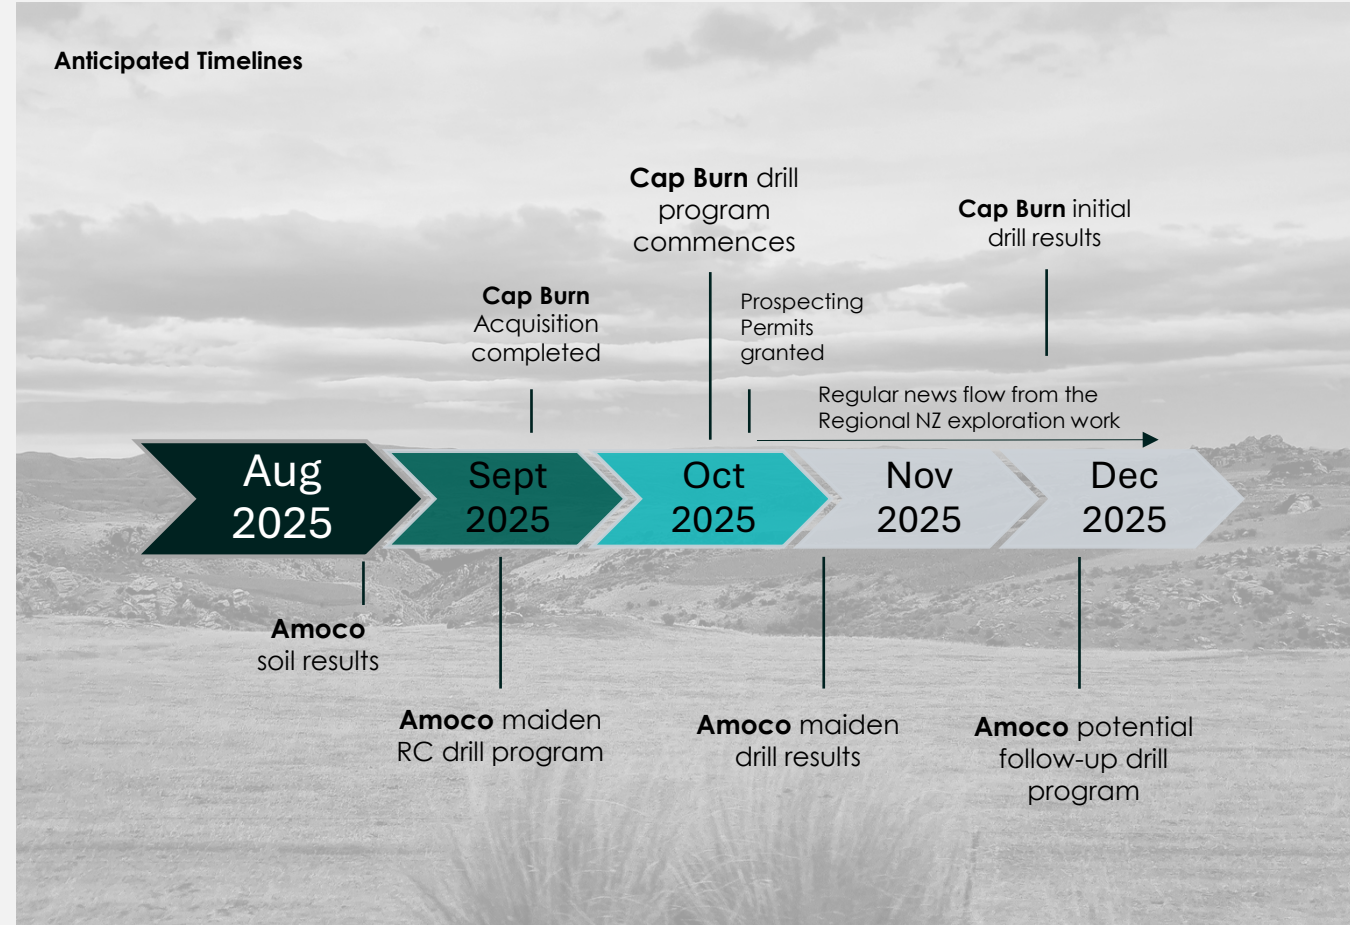 Anticipated Timelines
Cap Burn drill
program
commences
Cap Burn initial
drill results
Cap Burn
Acquisition
completed
Prospecting
Permits
granted
Regular news flow from the
Regional NZ exploration work
Aug
2025
Sept
2025
Oct
2025
Nov
2025
Dec
2025
Amoco
soil results
Amoco maiden
RC drill program
Amoco maiden
drill results
Amoco potential
follow-up drill
program